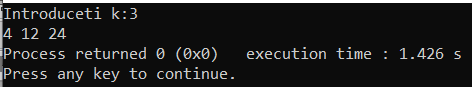 Introduceti k:3
4 12 24
Process returned 0 (0x0)   execution time : 1.426 s
Press any key to continue.